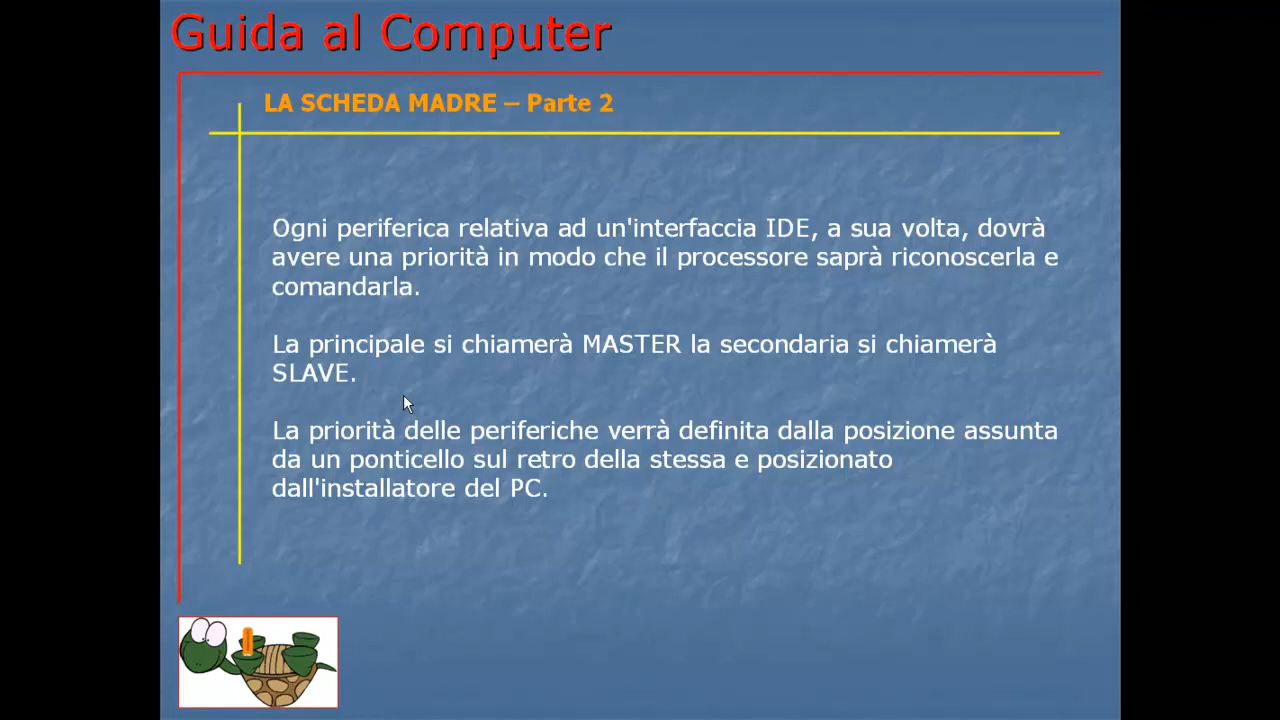 Guida al Computer
LA SCHEDA MADRE – Parte 2
Ogni periferica relativa ad un'interfaccia IDE, a sua volta, dovrà
avere una priorità in modo che il processore saprà riconoscerla e
comandarla.
La principale si chiamerà MASTER la secondaria si chiamerà
SLAVE.
La priorità delle periferiche verrà definita dalla posizione assunta
da un ponticello sul retro della stessa e posizionato
dall'installatore del PC.